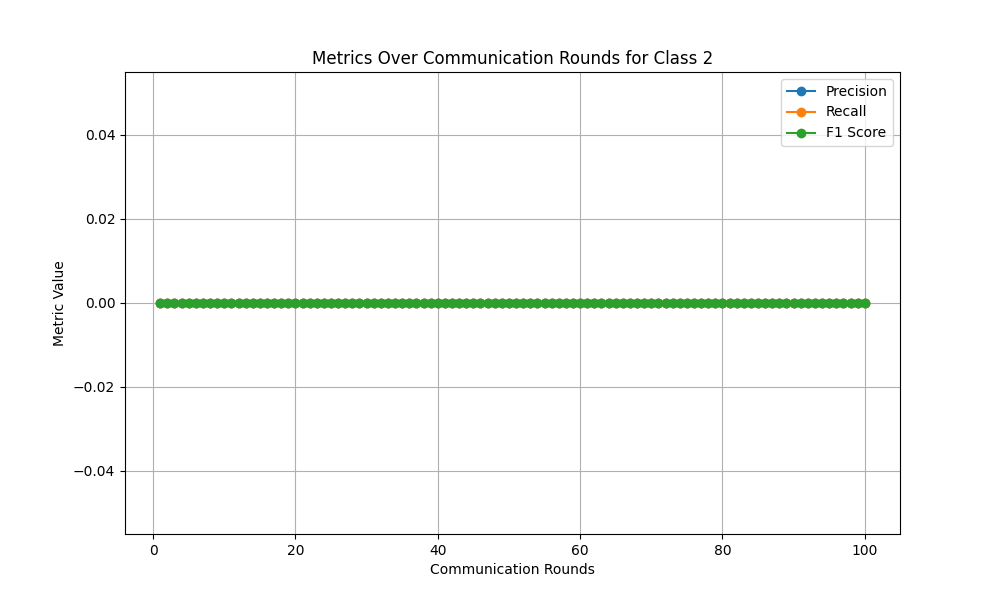 Metrics Over Communication Rounds for Class 2
Precision
Recall
F1 Score
0.04
0.02
0.00
−0.02
−0.04
Metric Value
0 20 40 60 80 100
Communication Rounds